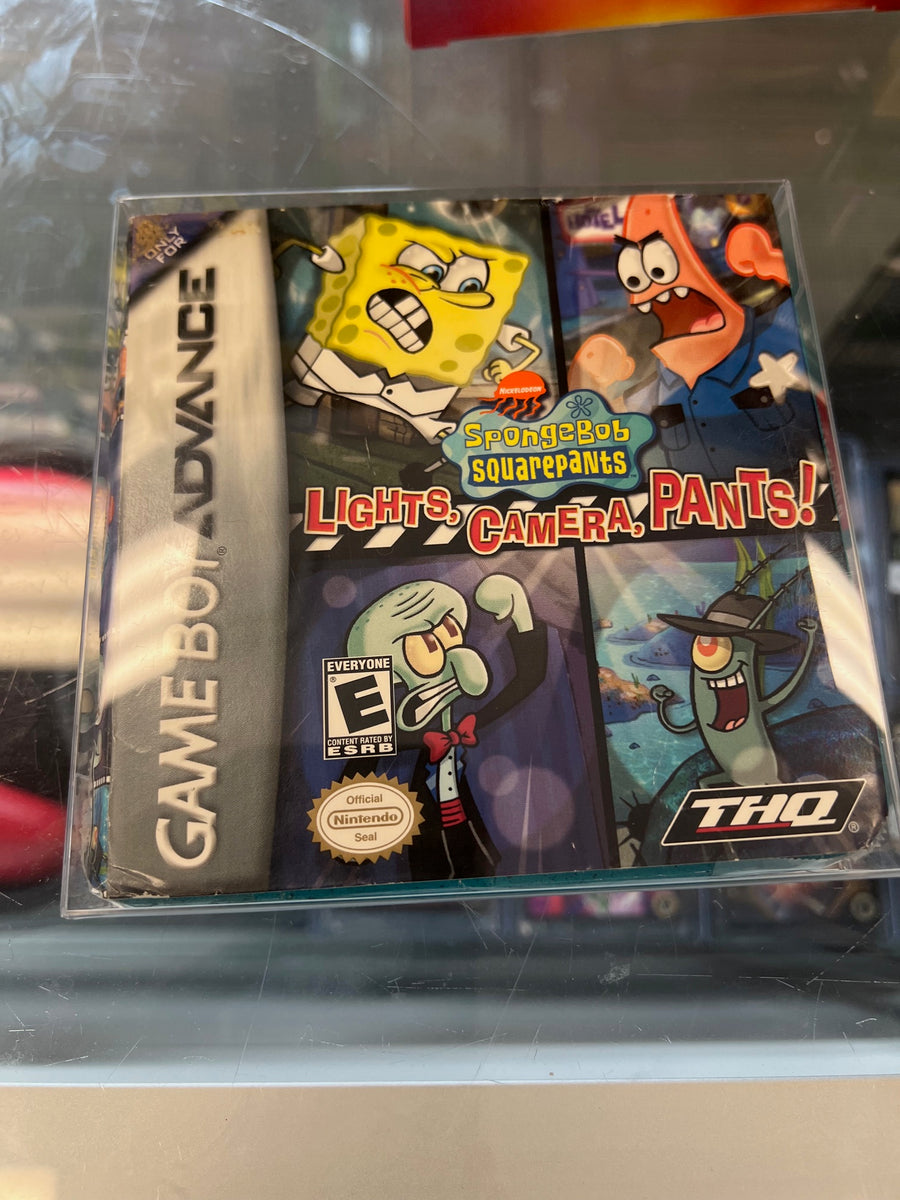 ONLY
FOR
GAME BOY ADVANCE
HOTEL
NICKELODEON
SpongeBob
SQUAREPANTS
LIGHTS, CAMERA, PANTS!
EVERYONE
E
®
CONTENT RATED BY
ESRB
Official
Nintendo
Seal
THQ
®